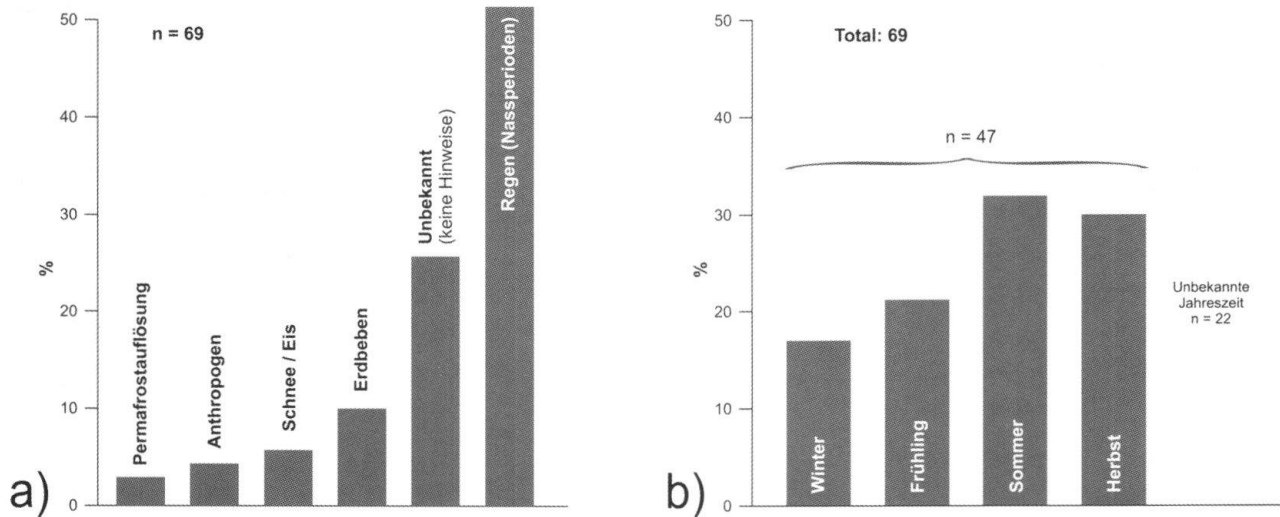 50
40
30
20
10
0
%
n = 69
Permafrostauflösung
Anthropogen
Schnee / Eis
Erdbeben
Unbekannt
(keine Hinweise)
Regen (Nassperioden)
a)
50
40
30
20
10
0
%
Total: 69
n = 47
Winter
Frühling
Sommer
Herbst
Unbekannte
Jahreszeit
n = 22
b)